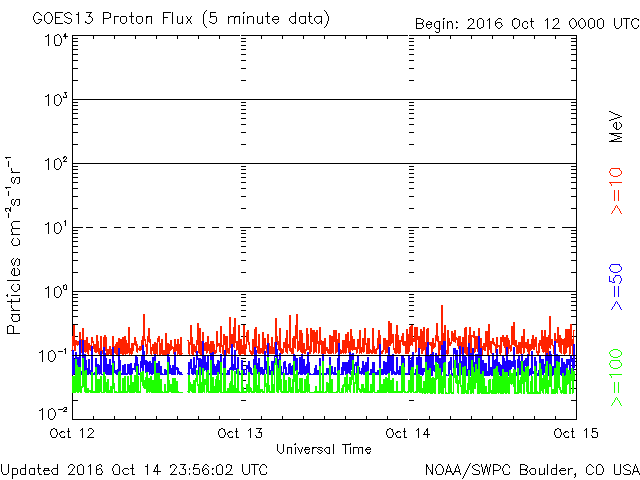 GOES13 Proton Flux (5 minute data)
Begin: 2016 Oct 12 0000 UTC
Particles cm⁻²s⁻¹sr⁻¹
10⁴
10³
10²
10¹
10⁰
10⁻¹
10⁻²
Oct 12
Oct 13
Oct 14
Oct 15
Universal Time
MeV
>=10
>=50
>=100
Updated 2016 Oct 14 23:56:02 UTC
NOAA/SWPC Boulder, CO USA